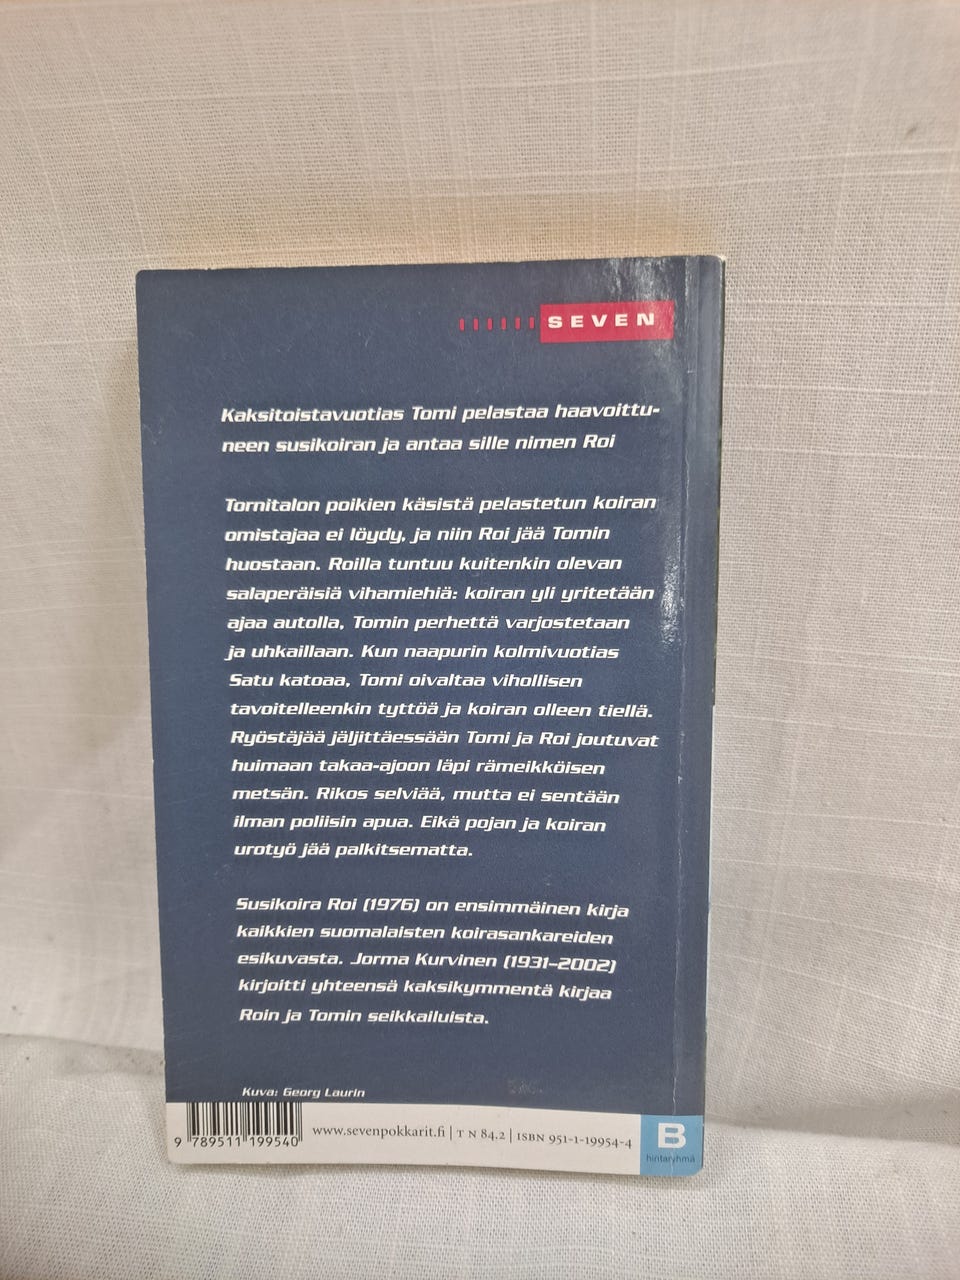 SEVEN
Kaksitoistavuotias Tomi pelastaa haavoittu-
neen susikoiran ja antaa sille nimen Roi
Tornitalon poikien käsistä pelastetun koiran
omistajaa ei löydy, ja niin Roi jää Tomin
huostaan. Roilla tuntuu kuitenkin olevan
salaperäisiä vihamiehiä: koiran yli yritetään
ajaa autolla, Tomin perhettä varjostetaan
ja uhkaillaan. Kun naapurin kolmivuotias
Satu katoaa, Tomi oivaltaa vihollisen
tavoitelleenkin tyttöä ja koiran olleen tiellä.
Ryöstäjää jäljittäessään Tomi ja Roi joutuvat
huimaan takaa-ajoon läpi rämeikköisen
metsän. Rikos selviää, mutta ei sentään
ilman poliisin apua. Eikä pojan ja koiran
urotyö jää palkitsematta.
Susikoira Roi (1976) on ensimmäinen kirja
kaikkien suomalaisten koirasankareiden
esikuvasta. Jorma Kurvinen (1931–2002)
kirjoitti yhteensä kaksikymmentä kirjaa
Roin ja Tomin seikkailuista.
Kuva: Georg Laurin
9 789511 199540
www.sevenpokkarit.fi | T N 84.2 | ISBN 951-1-19954-4
B
hintaryhmä